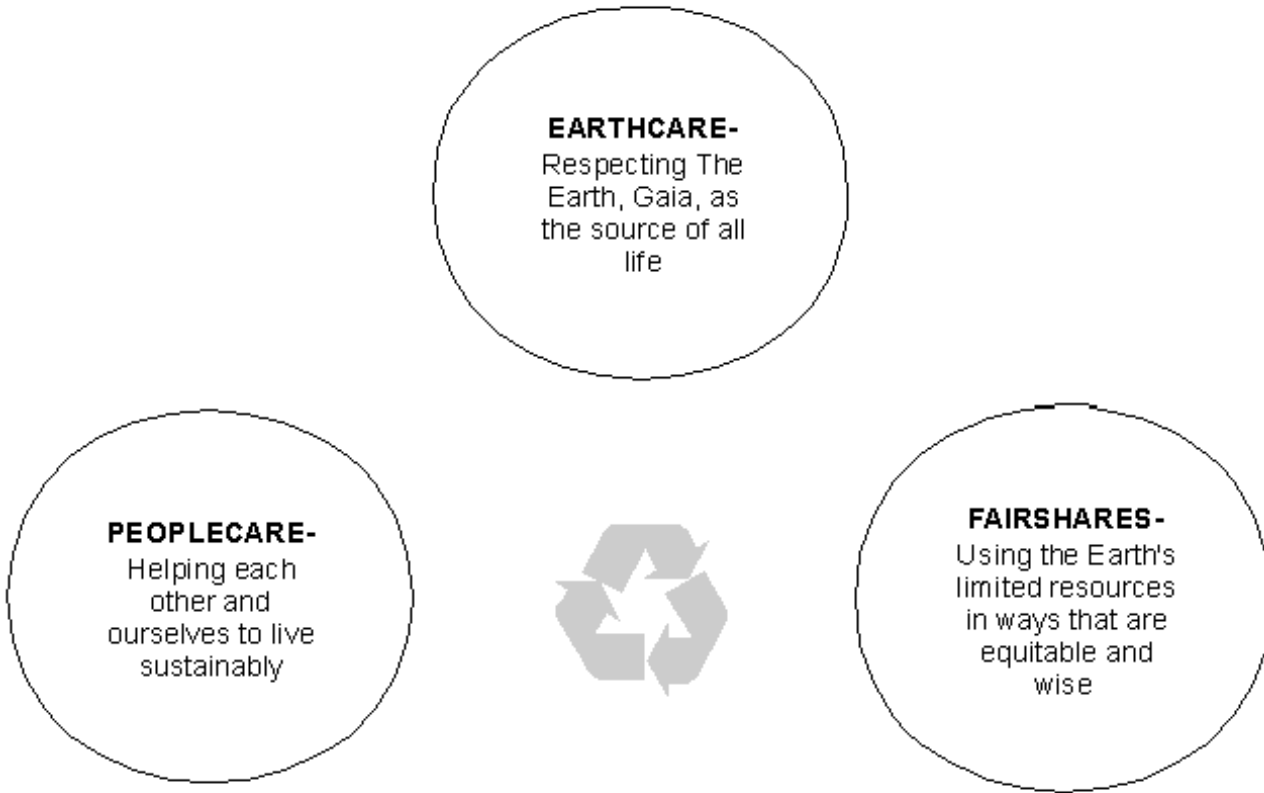 EARTHCARE-
Respecting The
Earth, Gaia, as
the source of all
life
PEOPLECARE-
Helping each
other and
ourselves to live
sustainably
FAIRSHARES-
Using the Earth's
limited resources
in ways that are
equitable and
wise